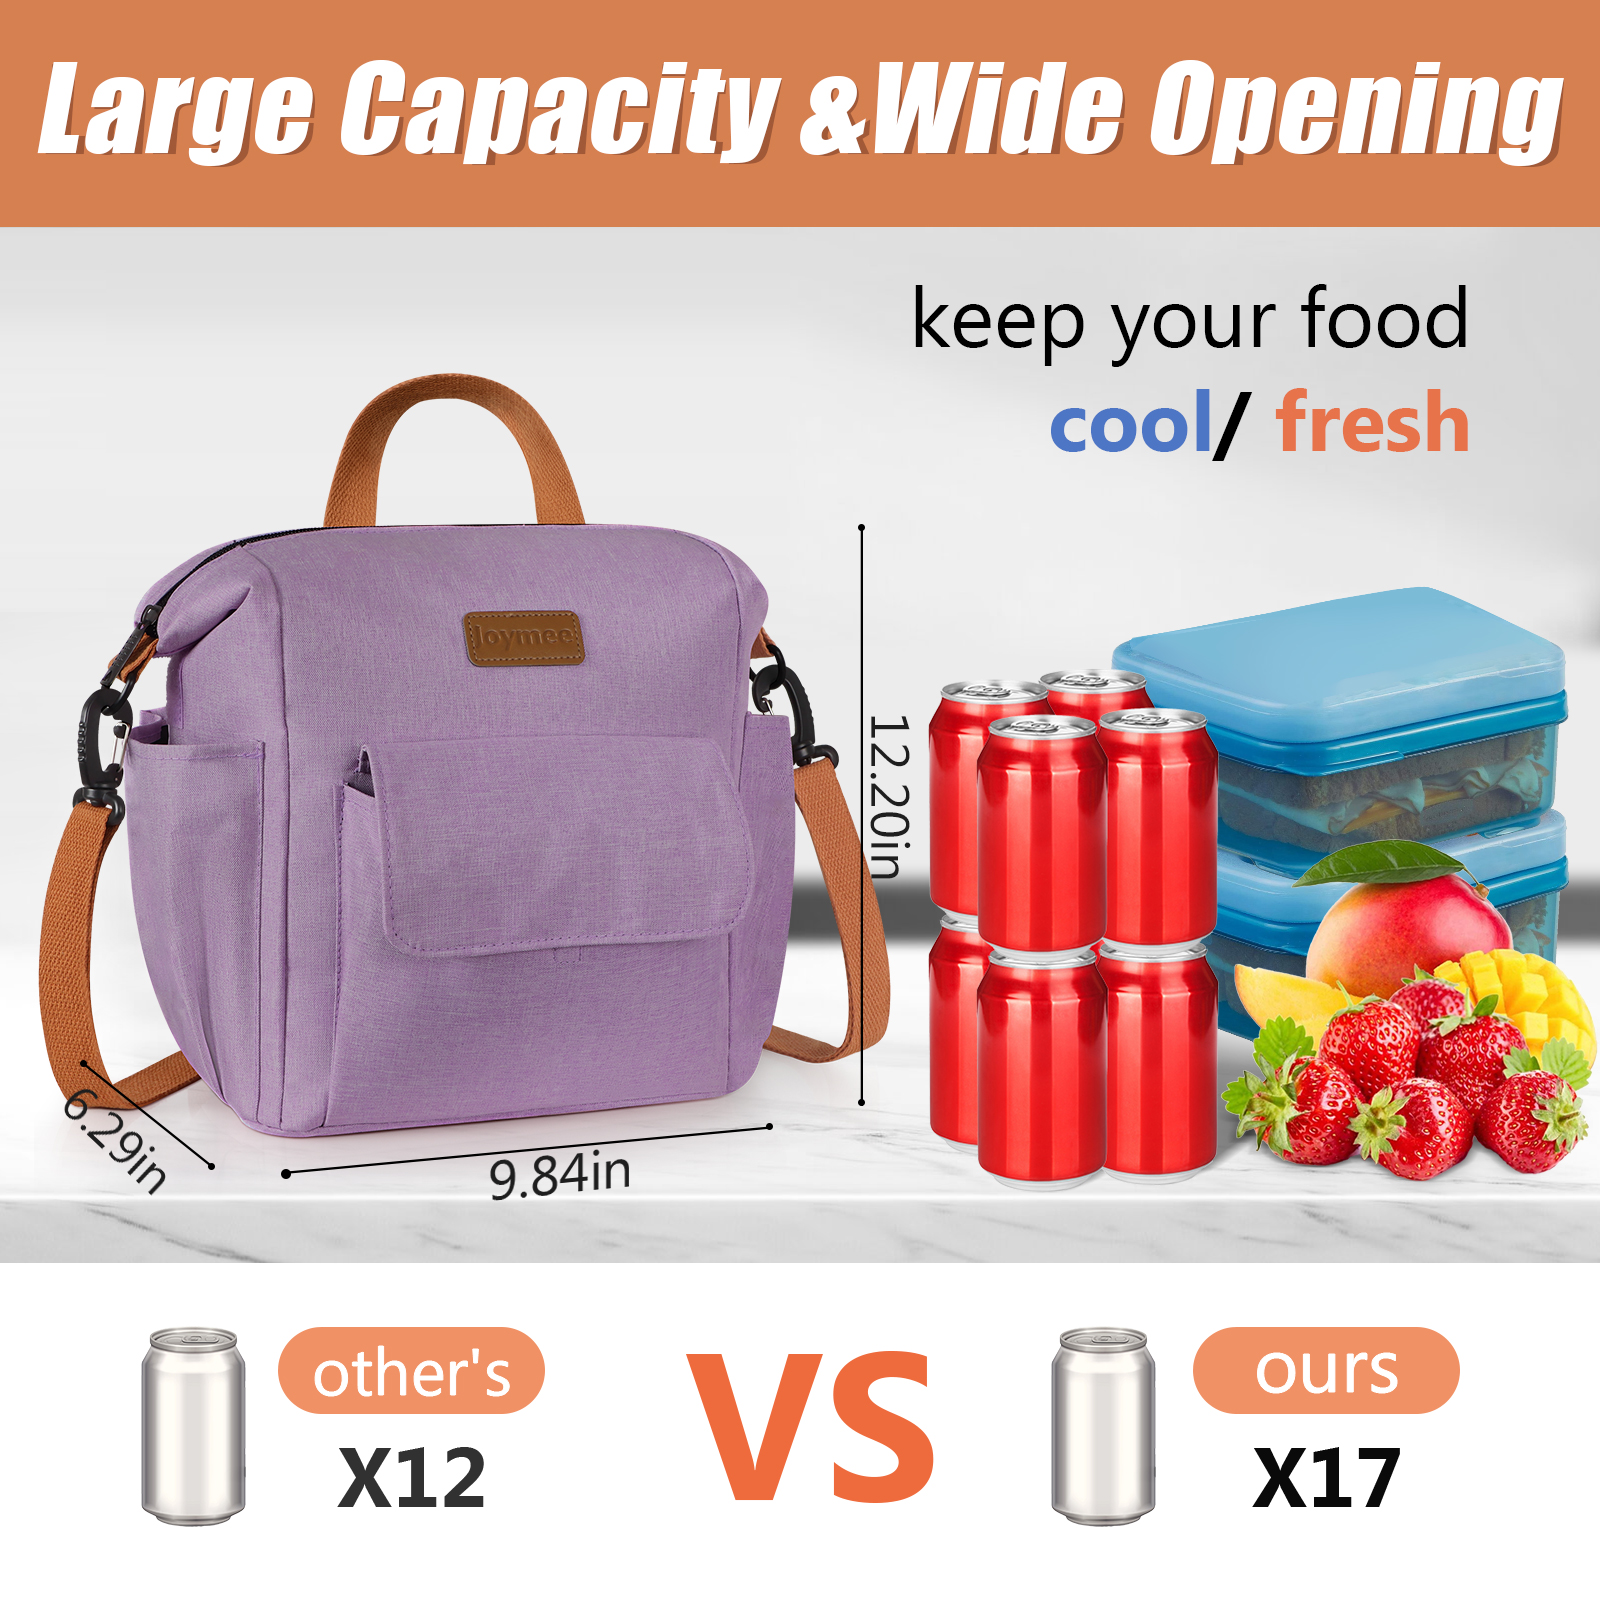 Large Capacity &Wide Opening
keep your food
cool/ fresh
Joymee
12.20in
6.29in
9.84in
other's
X12
VS
ours
X17